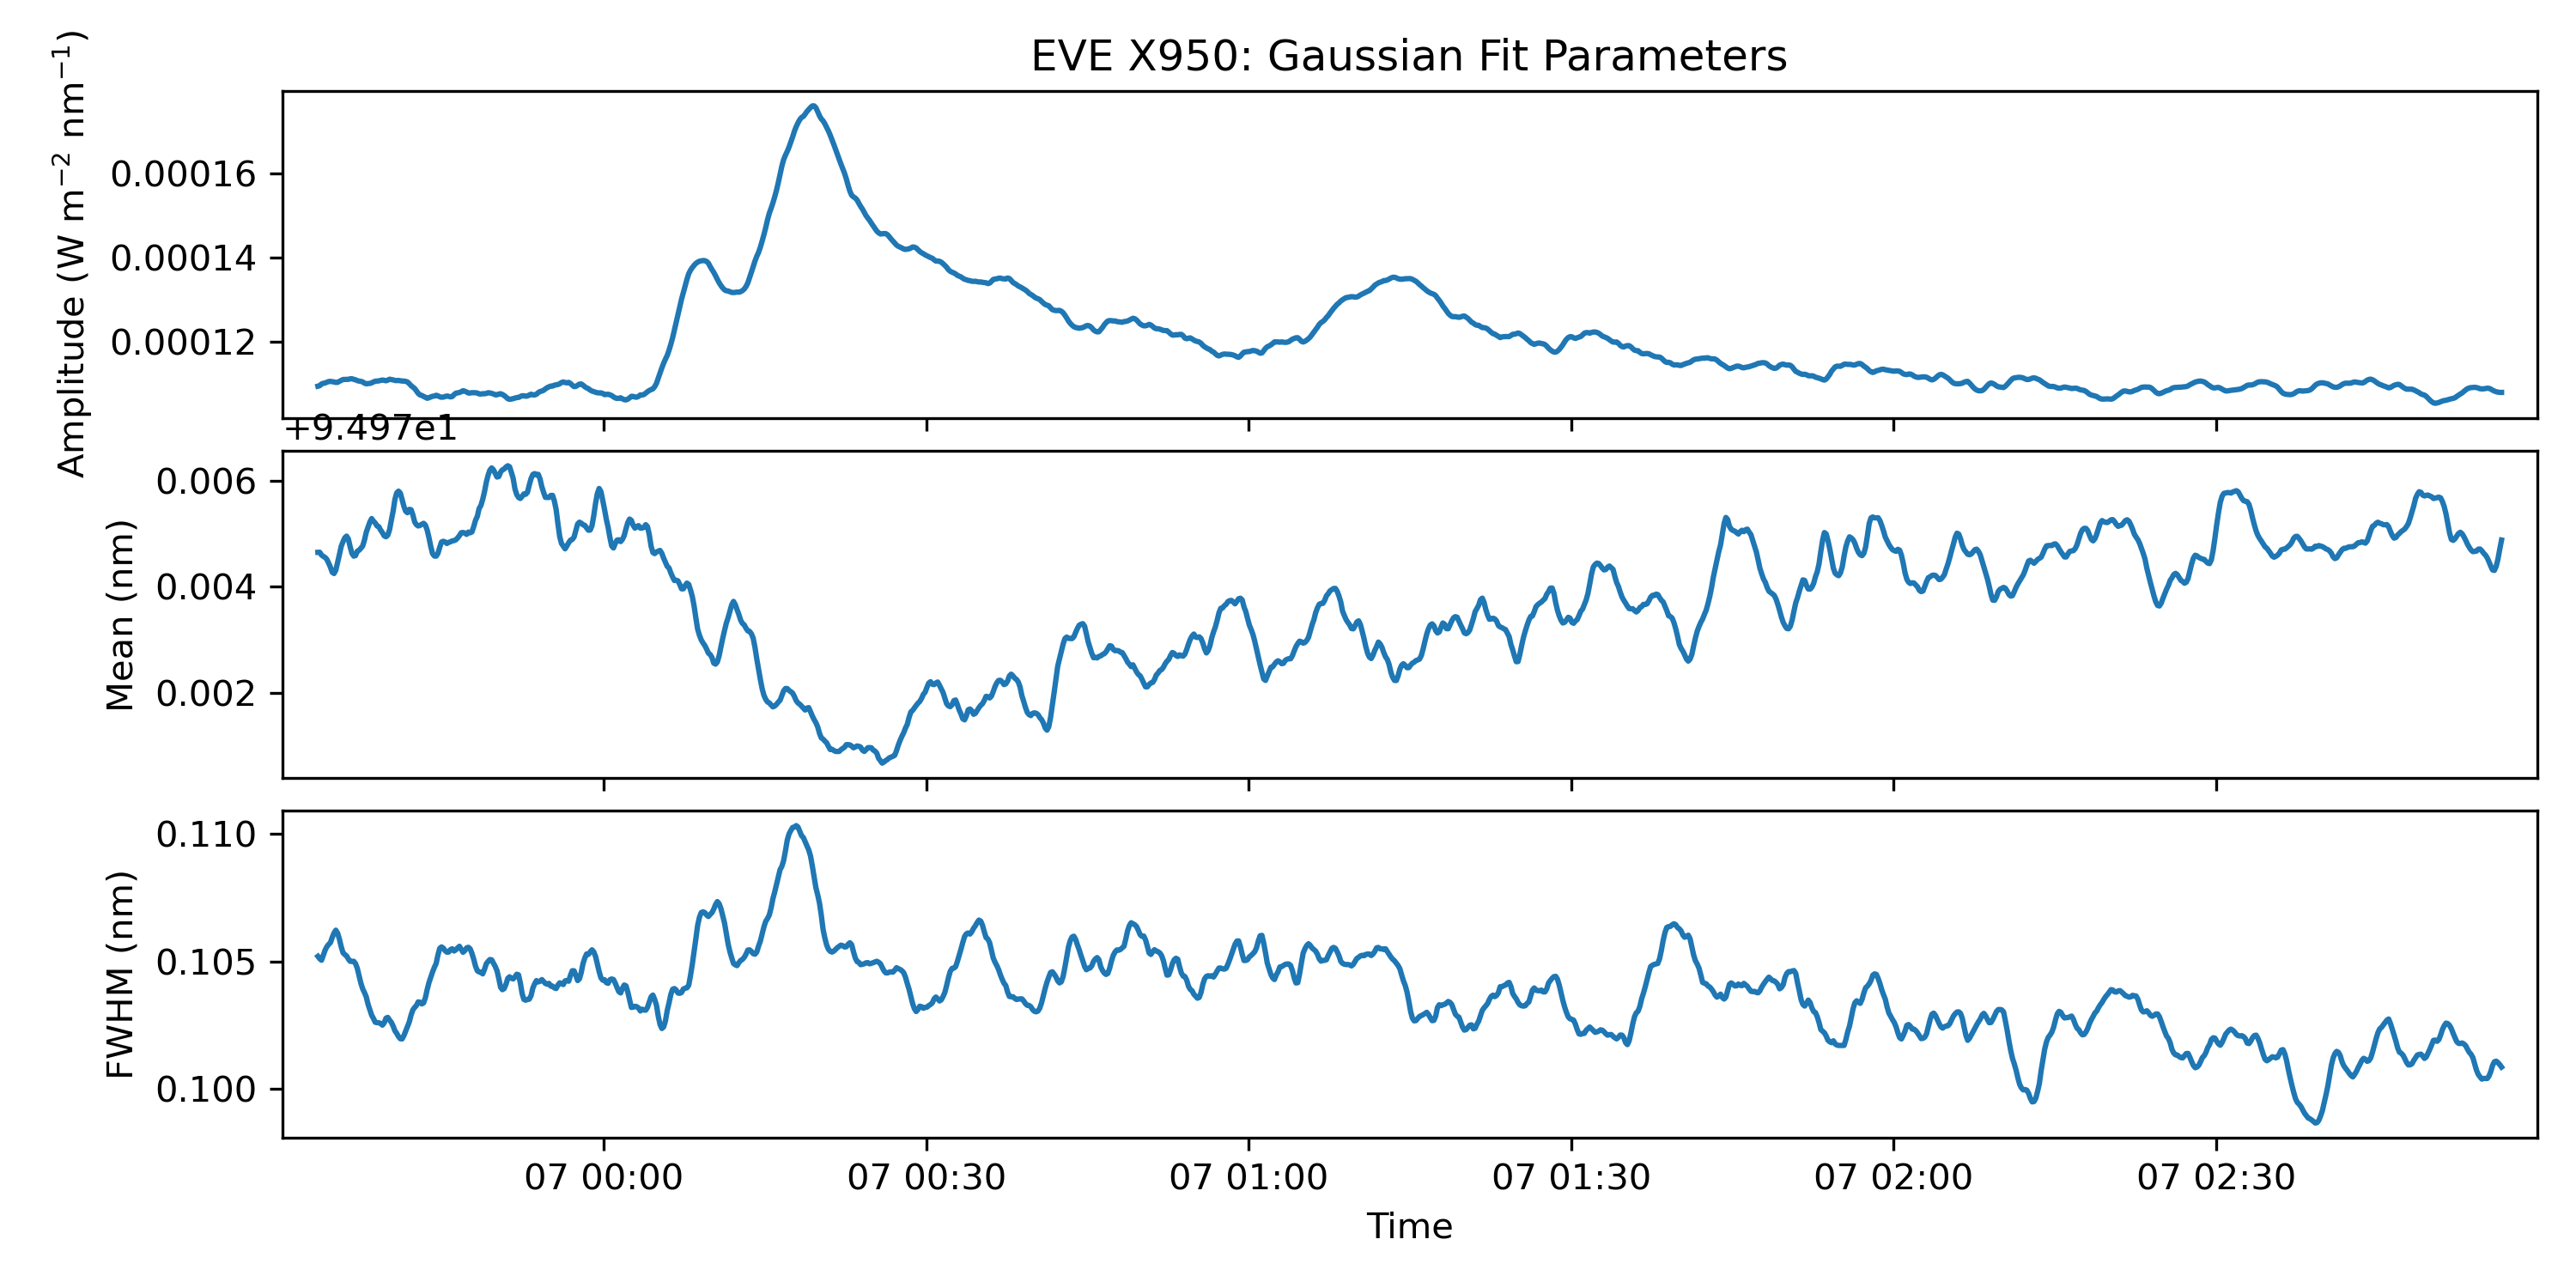 EVE X950: Gaussian Fit Parameters
Amplitude (W m⁻² nm⁻¹)
0.00016
0.00014
0.00012
+9.497e1
Mean (nm)
0.006
0.004
0.002
FWHM (nm)
0.110
0.105
0.100
07 00:00 07 00:30 07 01:00 07 01:30 07 02:00 07 02:30
Time